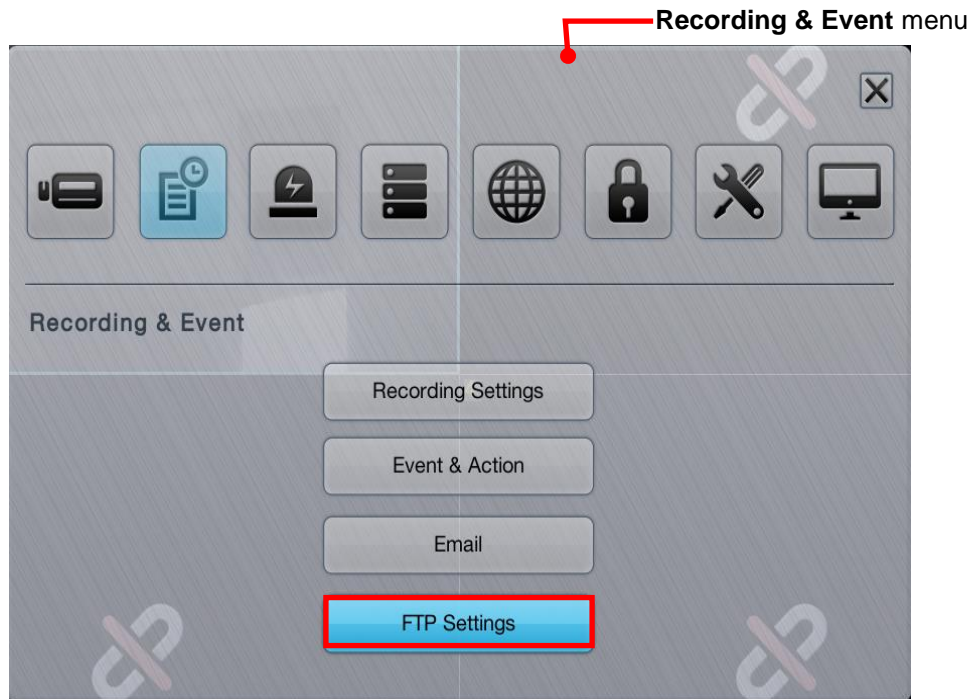 Recording & Event menu
Recording & Event
Recording Settings
Event & Action
Email
FTP Settings